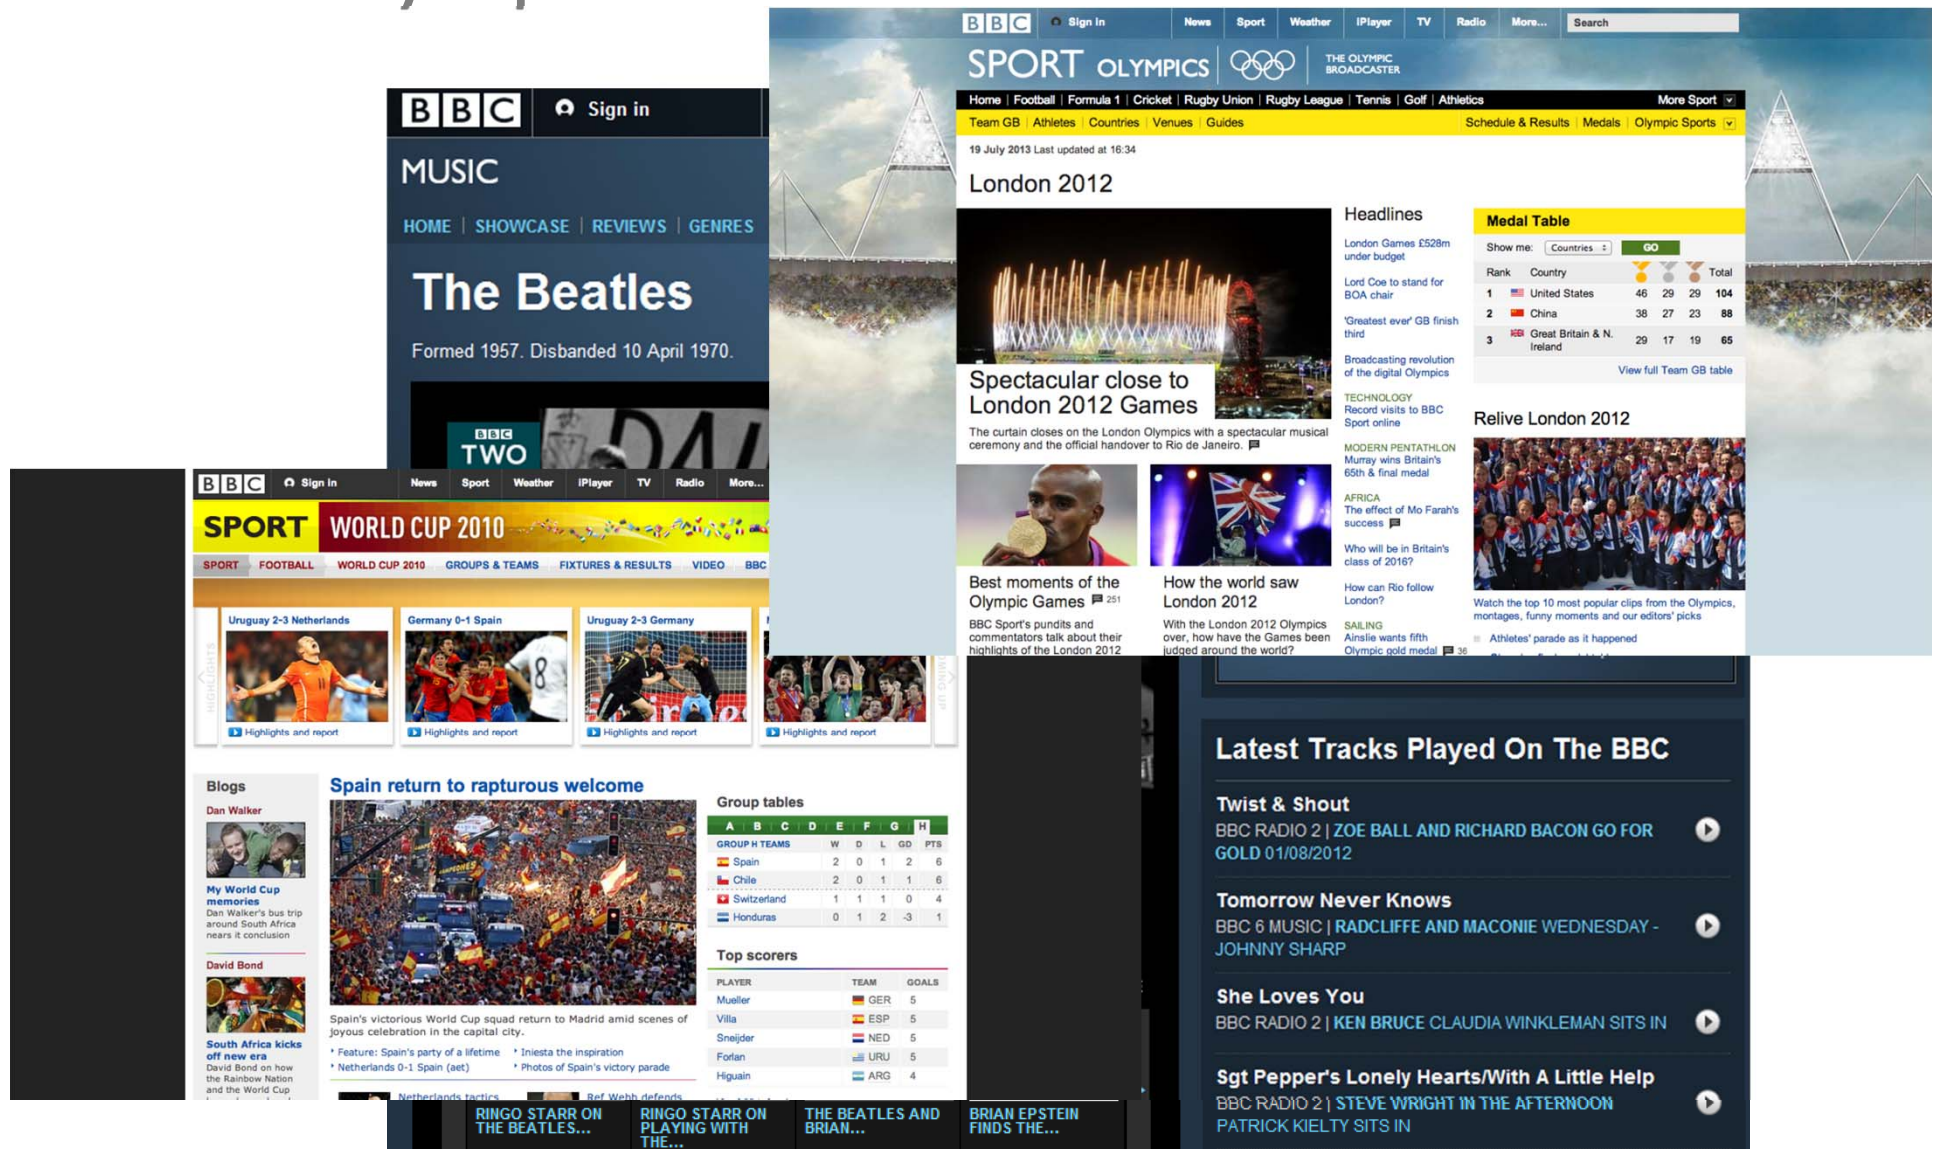 BBC
Sign in
MUSIC
HOME | SHOWCASE | REVIEWS | GENRES
The Beatles
Formed 1957. Disbanded 10 April 1970.
BBC
TWO
BBC Sign in News Sport Weather iPlayer TV Radio More... Search
SPORT OLYMPICS THE OLYMPIC
BROADCASTER
Home | Football | Formula 1 | Cricket | Rugby Union | Rugby League | Tennis | Golf | Athletics More Sport
Team GB | Athletes | Countries | Venues | Guides Schedule & Results | Medals | Olympic Sports
19 July 2013 Last updated at 16:34
London 2012
Spectacular close to
London 2012 Games
The curtain closes on the London Olympics with a spectacular musical
ceremony and the official handover to Rio de Janeiro.
Best moments of the
Olympic Games 251
BBC Sport's pundits and
commentators talk about their
highlights of the London 2012
How the world saw
London 2012
With the London 2012 Olympics
over, how have the Games been
judged around the world?
Headlines
London Games £528m
under budget
Lord Coe to stand for
BOA chair
'Greatest ever' GB finish
third
Broadcasting revolution
of the digital Olympics
TECHNOLOGY
Record visits to BBC
Sport online
MODERN PENTATHLON
Murray wins Britain's
65th & final medal
AFRICA
The effect of Mo Farah's
success
Who will be in Britain's
class of 2016?
How can Rio follow
London?
SAILING
Ainslie wants fifth
Olympic gold medal 36
Medal Table
Show me: Countries GO
Rank Country Total
1 United States 46 29 29 104
2 China 38 27 23 88
3 Great Britain & N. 29 17 19 65
Ireland
View full Team GB table
Relive London 2012
Watch the top 10 most popular clips from the Olympics,
montages, funny moments and our editors' picks
Athletes' parade as it happened
BBC Sign in News Sport Weather iPlayer TV Radio More...
SPORT WORLD CUP 2010
SPORT FOOTBALL WORLD CUP 2010 GROUPS & TEAMS FIXTURES & RESULTS VIDEO BBC
HIGHLIGHTS
Uruguay 2-3 Netherlands
Highlights and report
Germany 0-1 Spain
8
Highlights and report
Uruguay 2-3 Germany
Highlights and report
Highlights and report
Blogs
Dan Walker
My World Cup
memories
Dan Walker's bus trip
around South Africa
nears it conclusion
David Bond
South Africa kicks
off new era
David Bond on how
the Rainbow Nation
and the World Cup
Spain return to rapturous welcome
CAMPEONES
Spain's victorious World Cup squad return to Madrid amid scenes of
joyous celebration in the capital city.
Feature: Spain's party of a lifetime Iniesta the inspiration
Netherlands 0-1 Spain (aet) Photos of Spain's victory parade
Netherlands tactics Ref Webb defends
Group tables
A B C D E F G H
GROUP H TEAMS W D L GD PTS
Spain 2 0 1 2 6
Chile 2 0 1 1 6
Switzerland 1 1 1 0 4
Honduras 0 1 2 -3 1
Top scorers
PLAYER TEAM GOALS
Mueller GER 5
Villa ESP 5
Sneijder NED 5
Forlan URU 5
Higuain ARG 4
Latest Tracks Played On The BBC
Twist & Shout
BBC RADIO 2 | ZOE BALL AND RICHARD BACON GO FOR
GOLD 01/08/2012
Tomorrow Never Knows
BBC 6 MUSIC | RADCLIFFE AND MACONIE WEDNESDAY -
JOHNNY SHARP
She Loves You
BBC RADIO 2 | KEN BRUCE CLAUDIA WINKLEMAN SITS IN
Sgt Pepper's Lonely Hearts/With A Little Help
BBC RADIO 2 | STEVE WRIGHT IN THE AFTERNOON
PATRICK KIELTY SITS IN
RINGO STARR ON
THE BEATLES...
RINGO STARR ON
PLAYING WITH
THE...
THE BEATLES AND
BRIAN...
BRIAN EPSTEIN
FINDS THE...